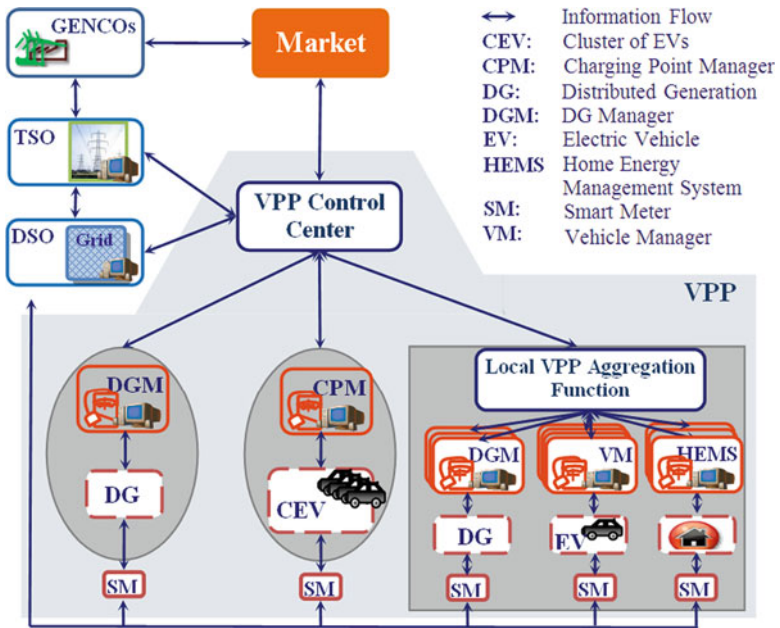 GENCOs
Market
TSO
DSO
Grid
VPP Control
Center
Information Flow
CEV: Cluster of EVs
CPM: Charging Point Manager
DG: Distributed Generation
DGM: DG Manager
EV: Electric Vehicle
HEMS Home Energy
Management System
SM: Smart Meter
VM: Vehicle Manager
VPP
DGM
DG
SM
CPM
CEV
SM
Local VPP Aggregation
Function
DGM
VM
HEMS
DG
EV
SM
SM
SM